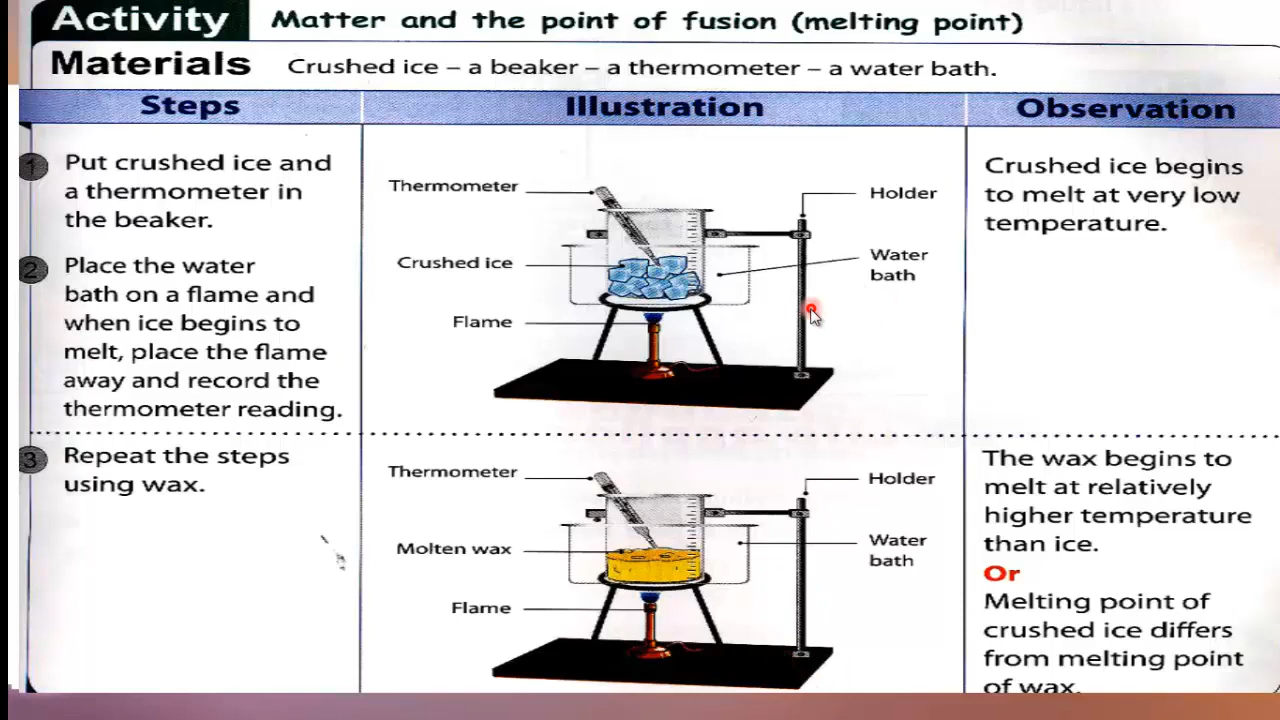 Activity Matter and the point of fusion (melting point)
Materials Crushed ice – a beaker – a thermometer – a water bath.
Steps
Illustration
Observation
1 Put crushed ice and
a thermometer in
the beaker.
2 Place the water
bath on a flame and
when ice begins to
melt, place the flame
away and record the
thermometer reading.
Thermometer
Crushed ice
Flame
Holder
Water
bath
Crushed ice begins
to melt at very low
temperature.
3 Repeat the steps
using wax.
Thermometer
Molten wax
Flame
Holder
Water
bath
The wax begins to
melt at relatively
higher temperature
than ice.
Or
Melting point of
crushed ice differs
from melting point
of wax.